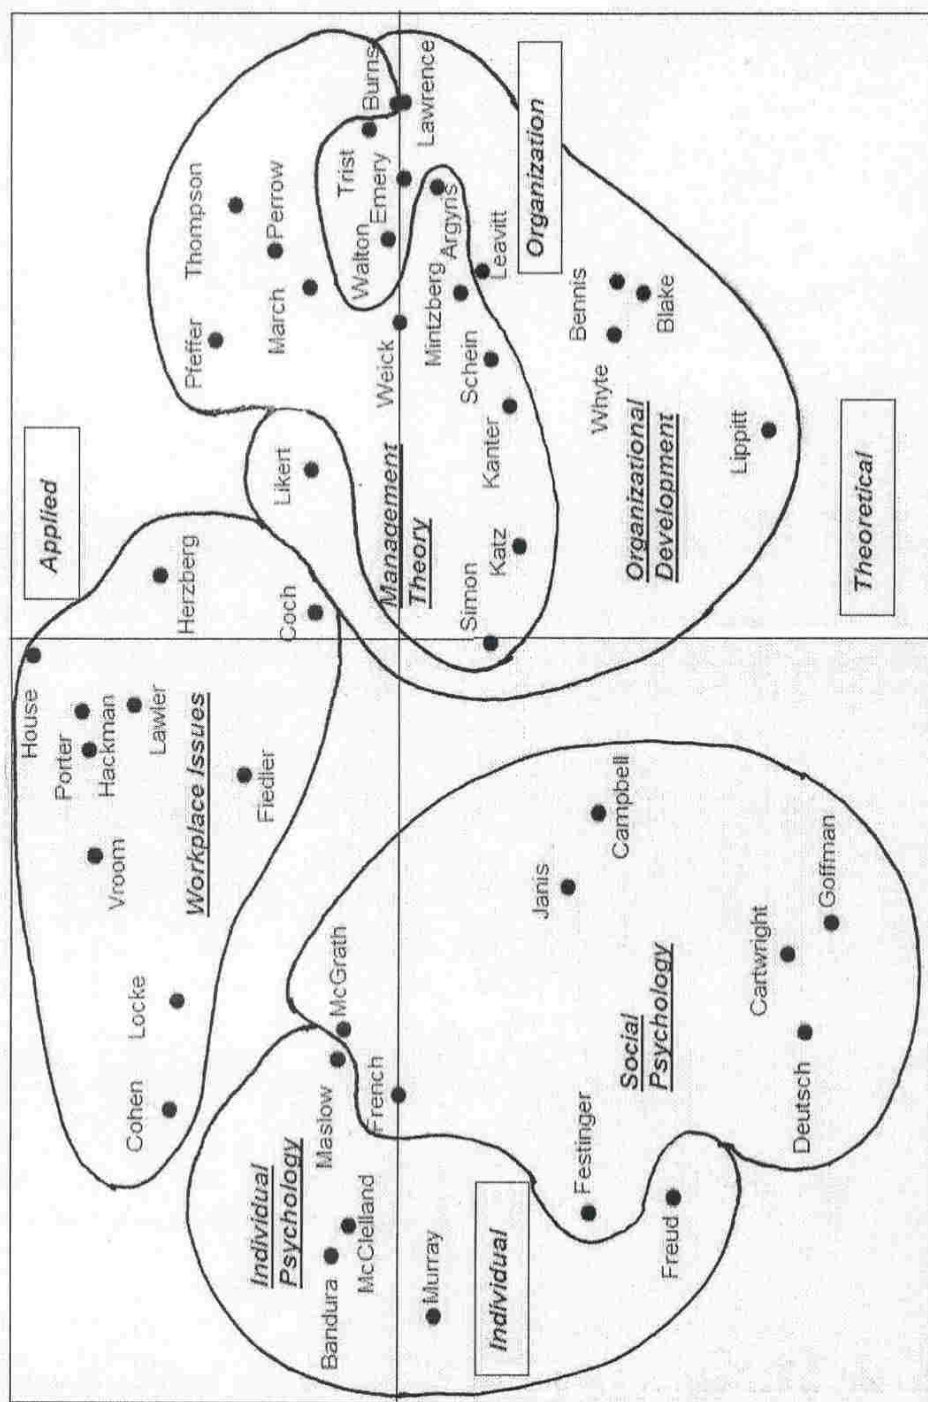 House
Applied
Porter
Hackman
Vroom
Cohen
Locke
Lawler
Herzberg
Pfeffer
Thompson
Workplace Issues
Fiedler
March
Perrow
Individual
Psychology
Likert
Coch
Bandura
Maslow
McGrath
McClelland
French
Walton
Trist
Emery
Burns
Weick
Management
Theory
Murray
Lawrence
Mintzberg
Argyris
Simon
Katz
Kanter
Schein
Leavitt
Individual
Organization
Janis
Festinger
Bennis
Whyte
Campbell
Social
Psychology
Organizational
Development
Blake
Freud
Lippitt
Cartwright
Deutsch
Goffman
Theoretical